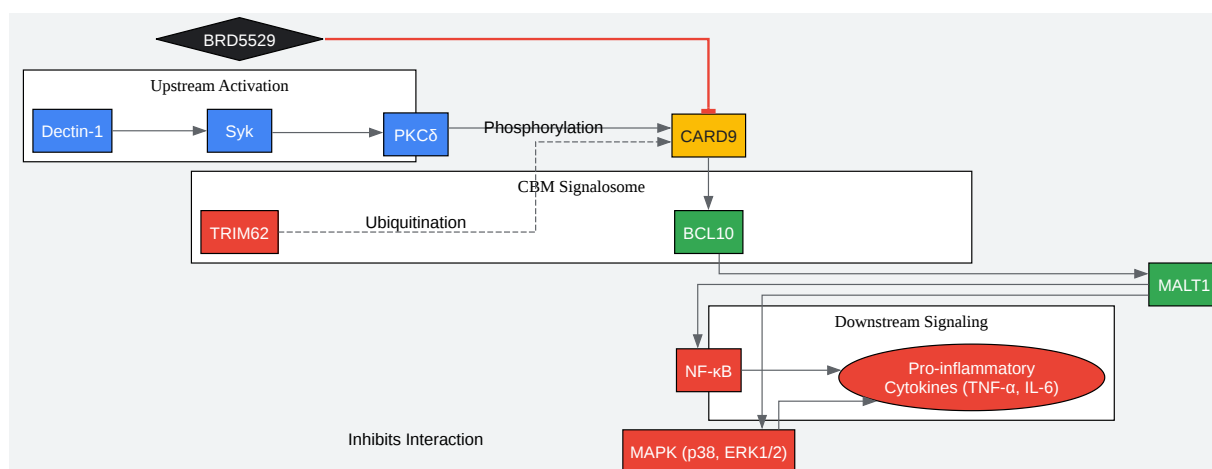 BRD5529
Upstream Activation
Dectin-1
Syk
PKCδ
Phosphorylation
CARD9
CBM Signalosome
TRIM62
Ubiquitination
BCL10
MALT1
Downstream Signaling
NF-κB
Pro-inflammatory
Cytokines (TNF-α, IL-6)
Inhibits Interaction
MAPK (p38, ERK1/2)